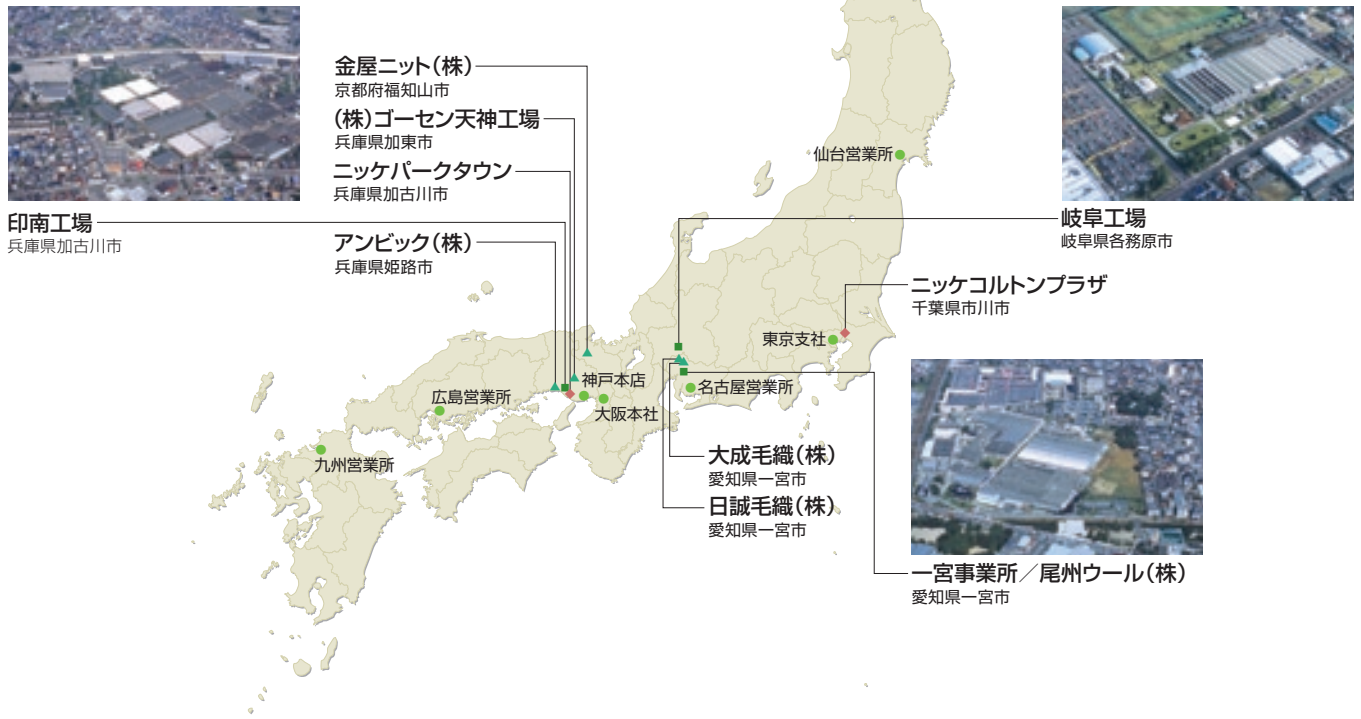 金屋ニット(株)
京都府福知山市
(株)ゴーセン天神工場
兵庫県加東市
ニッケパークタウン
兵庫県加古川市
印南工場
兵庫県加古川市
アンビック(株)
兵庫県姫路市
仙台営業所
岐阜工場
岐阜県各務原市
ニッケコルトンプラザ
千葉県市川市
東京支社
神戸本店
名古屋営業所
広島営業所
大阪本社
九州営業所
大成毛織(株)
愛知県一宮市
日誠毛織(株)
愛知県一宮市
一宮事業所/尾州ウール(株)
愛知県一宮市